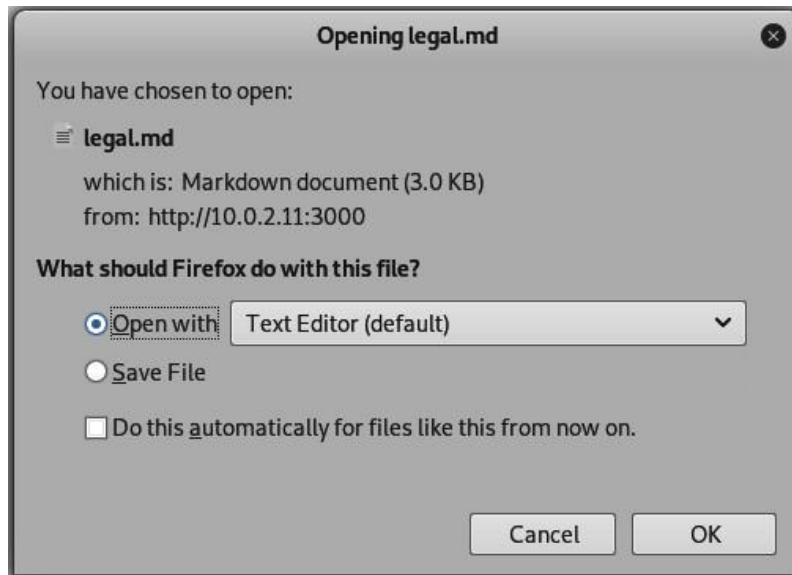 Opening legal.md
You have chosen to open:
legal.md
which is: Markdown document (3.0 KB)
from: http://10.0.2.11:3000
What should Firefox do with this file?
Open with Text Editor (default)
Save File
Do this automatically for files like this from now on.
Cancel OK